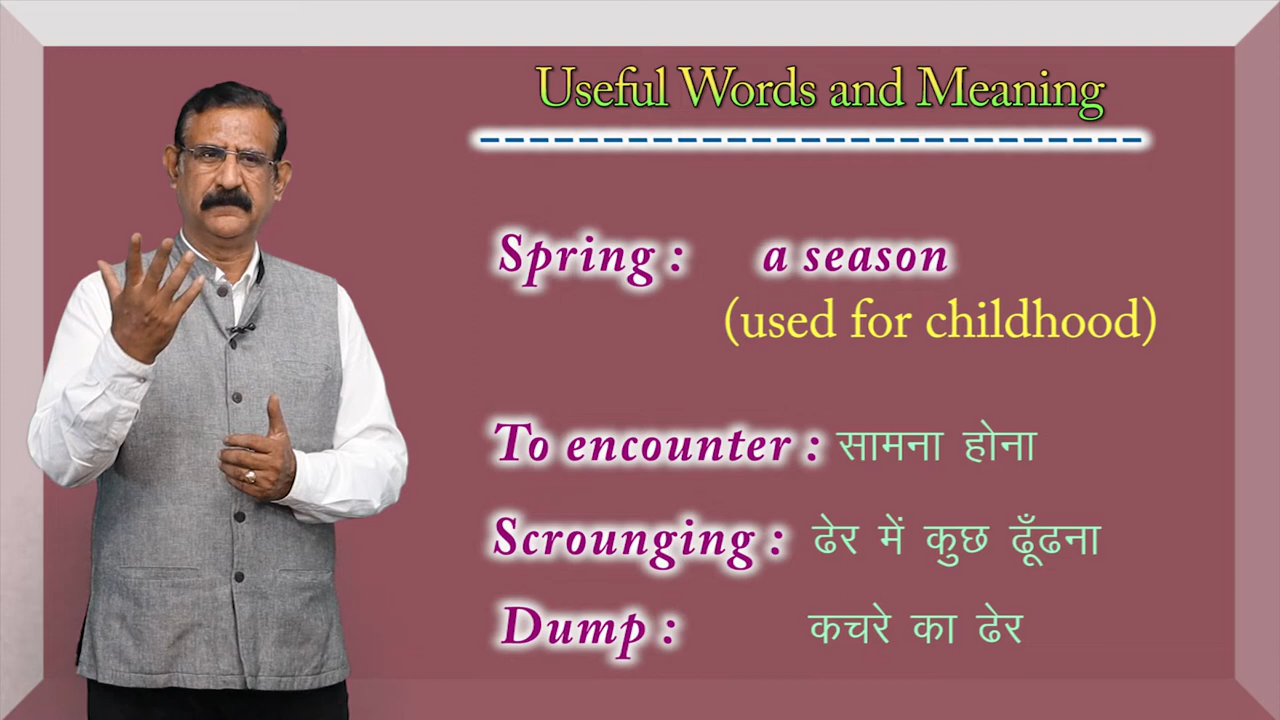 Useful Words and Meaning
Spring : a season
(used for childhood)
To encounter : सामना होना
Scrounging : ढेर में कुछ ढूँढना
Dump : कचरे का ढेर